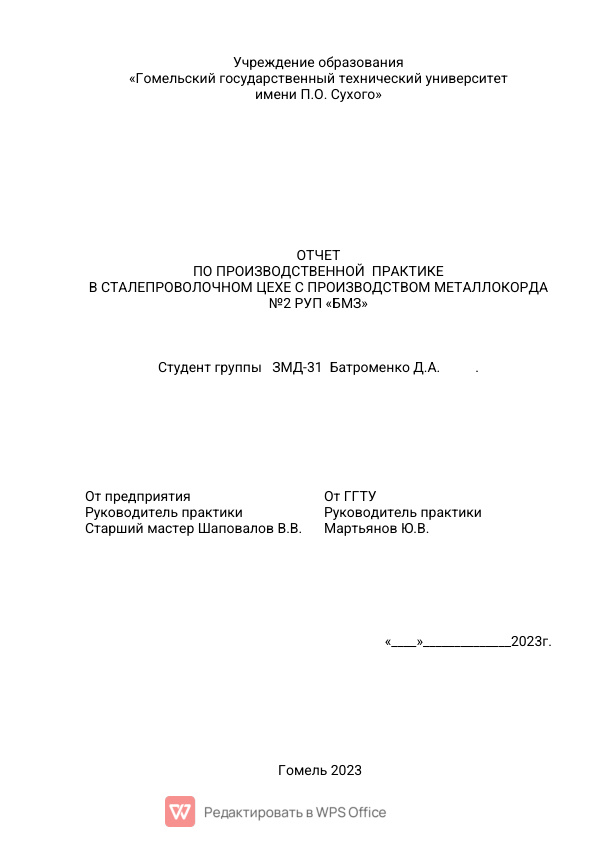 Учреждение образования
«Гомельский государственный технический университет
имени П.О. Сухого»
ОТЧЕТ
ПО ПРОИЗВОДСТВЕННОЙ  ПРАКТИКЕ
В СТАЛЕПРОВОЛОЧНОМ ЦЕХЕ С ПРОИЗВОДСТВОМ МЕТАЛЛОКОРДА
№2 РУП «БМЗ»
Студент группы   ЗМД-31  Батроменко Д.А.          .
От предприятия
Руководитель практики
Старший мастер Шаповалов В.В.
От ГГТУ
Руководитель практики
Мартьянов Ю.В.
«____»______________2023г.
Гомель 2023
Редактировать в WPS Office